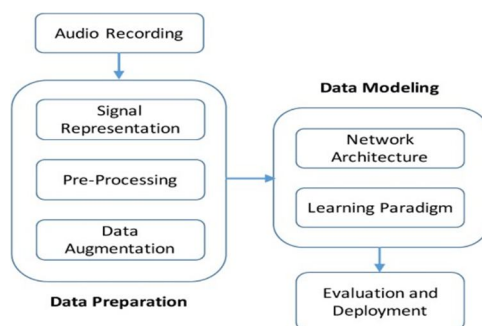 Audio Recording
Signal
Representation
Pre-Processing
Data
Augmentation
Data Preparation
Data Modeling
Network
Architecture
Learning Paradigm
Evaluation and
Deployment